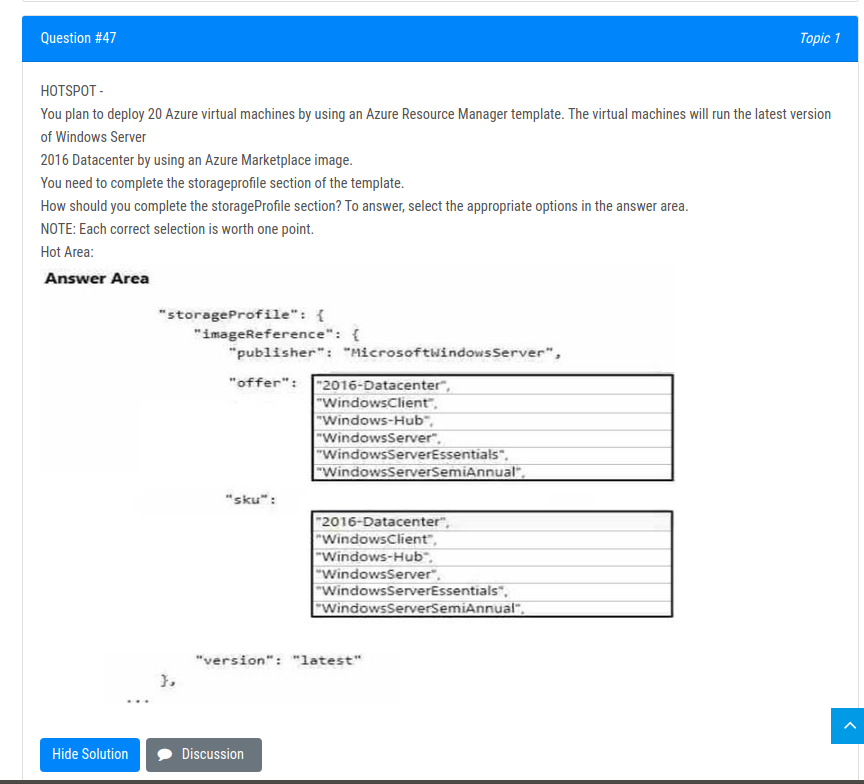 Question #47
Topic 1
HOTSPOT -
You plan to deploy 20 Azure virtual machines by using an Azure Resource Manager template. The virtual machines will run the latest version
of Windows Server
2016 Datacenter by using an Azure Marketplace image.
You need to complete the storageprofile section of the template.
How should you complete the storageProfile section? To answer, select the appropriate options in the answer area.
NOTE: Each correct selection is worth one point.
Hot Area:
Answer Area
"storageProfile": {
"imageReference": {
"publisher": "MicrosoftWindowsServer",
"offer":
"2016-Datacenter",
"WindowsClient",
"Windows-Hub",
"WindowsServer",
"WindowsServerEssentials",
"WindowsServerSemiAnnual",
"sku":
"2016-Datacenter",
"WindowsClient",
"Windows-Hub",
"WindowsServer",
"WindowsServerEssentials",
"WindowsServerSemiAnnual",
"version": "latest"
},
...
Hide Solution
Discussion